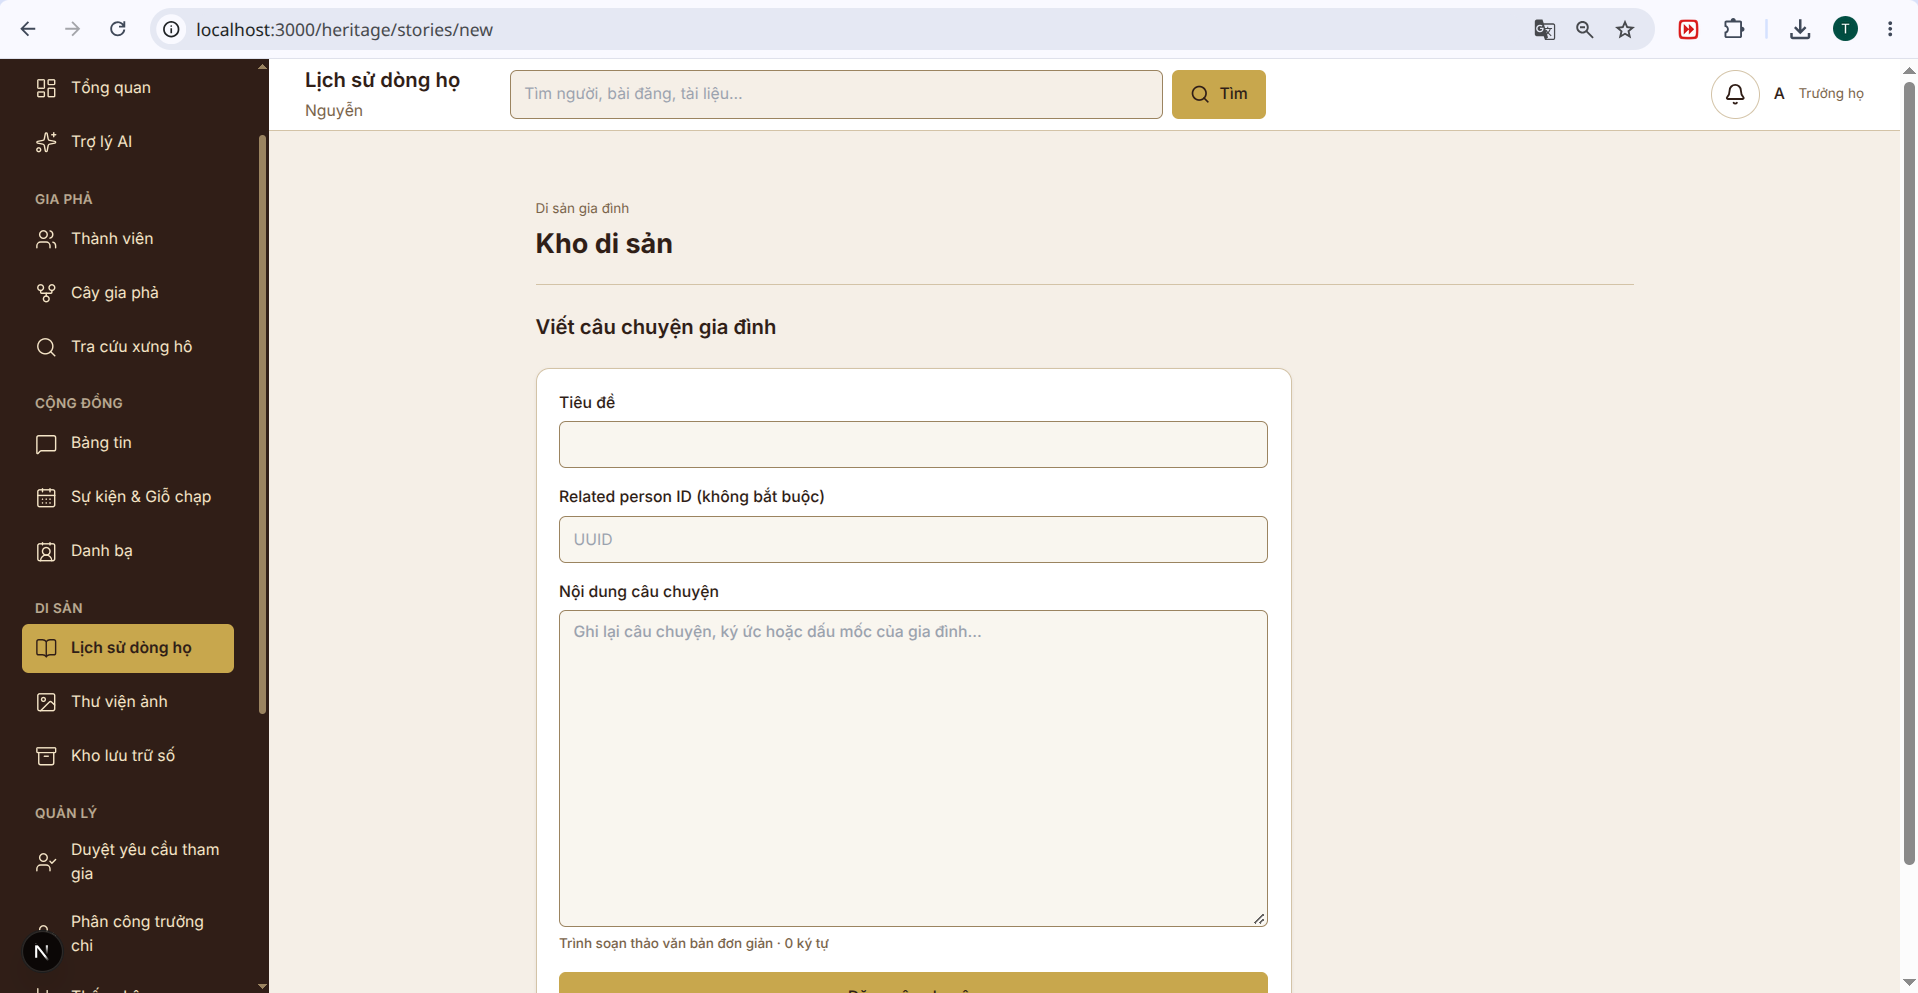 localhost:3000/heritage/stories/new
T
Tổng quan
Trợ lý AI
GIA PHẢ
Thành viên
Cây gia phả
Tra cứu xưng hô
CỘNG ĐỒNG
Bảng tin
Sự kiện & Giỗ chạp
Danh bạ
DI SẢN
Lịch sử dòng họ
Thư viện ảnh
Kho lưu trữ số
QUẢN LÝ
Duyệt yêu cầu tham
gia
Phân công trưởng
chi
N
Lịch sử dòng họ
Nguyễn
Tìm người, bài đăng, tài liệu...
Tìm
A
Trưởng họ
Di sản gia đình
Kho di sản
Viết câu chuyện gia đình
Tiêu đề
Related person ID (không bắt buộc)
UUID
Nội dung câu chuyện
Ghi lại câu chuyện, ký ức hoặc dấu mốc của gia đình...
Trình soạn thảo văn bản đơn giản · 0 ký tự